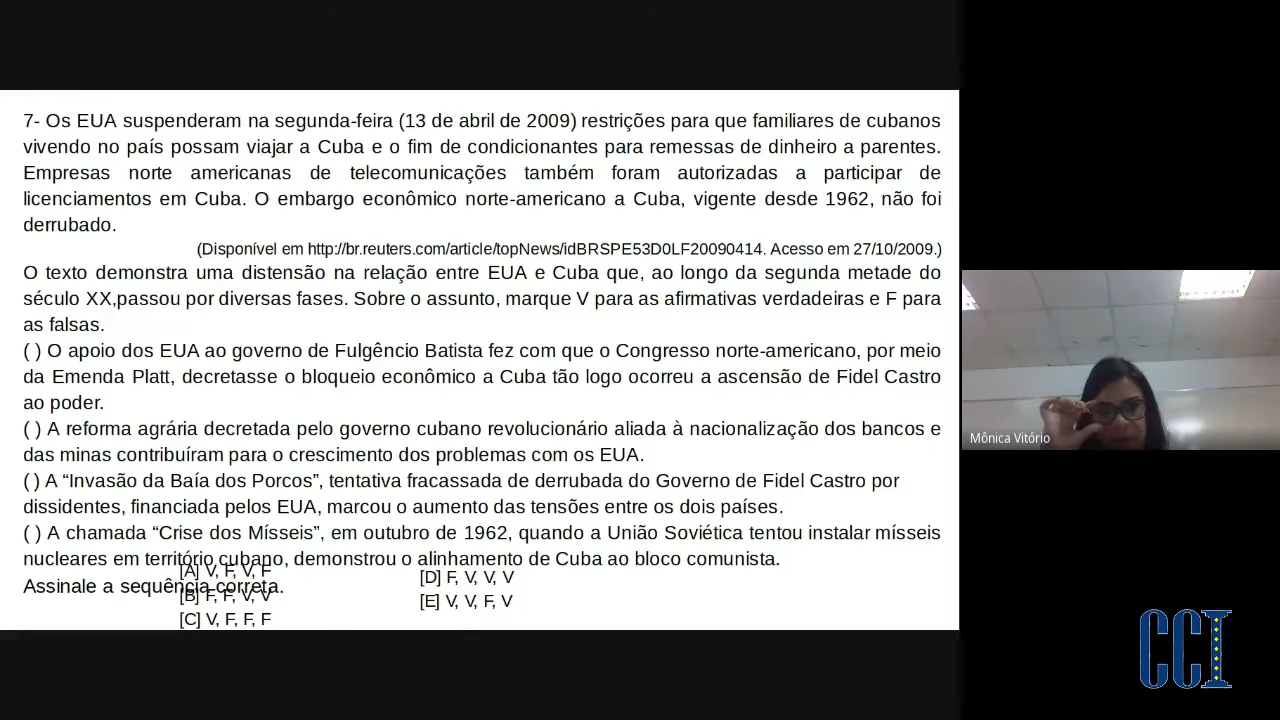 7- Os EUA suspenderam na segunda-feira (13 de abril de 2009) restrições para que familiares de cubanos
vivendo no país possam viajar a Cuba e o fim de condicionantes para remessas de dinheiro a parentes.
Empresas norte americanas de telecomunicações também foram autorizadas a participar de
licenciamentos em Cuba. O embargo econômico norte-americano a Cuba, vigente desde 1962, não foi
derrubado.
(Disponível em http://br.reuters.com/article/topNews/idBRSPE53D0LF20090414. Acesso em 27/10/2009.)
O texto demonstra uma distensão na relação entre EUA e Cuba que, ao longo da segunda metade do
século XX,passou por diversas fases. Sobre o assunto, marque V para as afirmativas verdadeiras e F para
as falsas.
( ) O apoio dos EUA ao governo de Fulgêncio Batista fez com que o Congresso norte-americano, por meio
da Emenda Platt, decretasse o bloqueio econômico a Cuba tão logo ocorreu a ascensão de Fidel Castro
ao poder.
( ) A reforma agrária decretada pelo governo cubano revolucionário aliada à nacionalização dos bancos e
das minas contribuíram para o crescimento dos problemas com os EUA.
( ) A “Invasão da Baía dos Porcos”, tentativa fracassada de derrubada do Governo de Fidel Castro por
dissidentes, financiada pelos EUA, marcou o aumento das tensões entre os dois países.
( ) A chamada “Crise dos Mísseis”, em outubro de 1962, quando a União Soviética tentou instalar mísseis
nucleares em território cubano, demonstrou o alinhamento de Cuba ao bloco comunista.
Assinale a sequência correta.
[A] V, F, V, F
[B] F, F, V, V
[C] V, F, F, F
[D] F, V, V, V
[E] V, V, F, V
Mônica Vitório
CCI